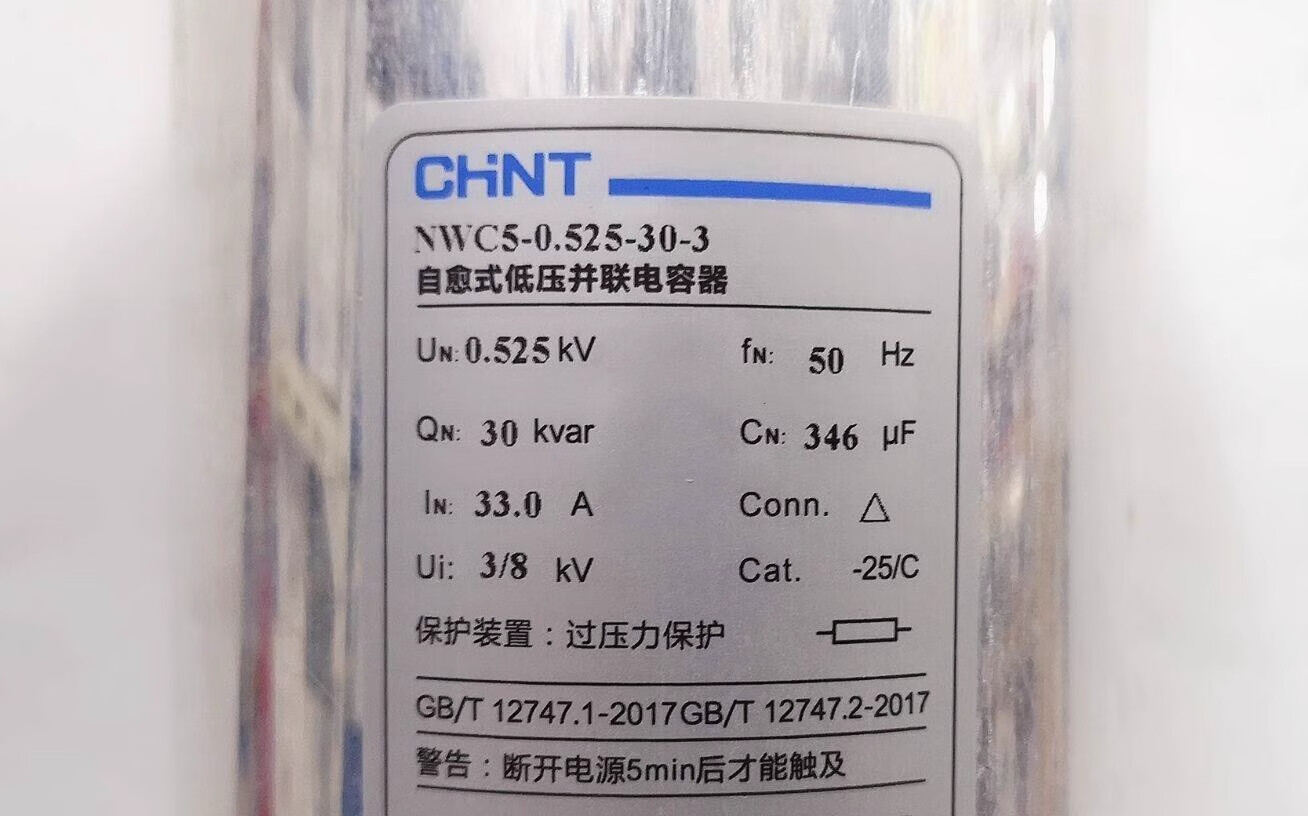 CHINT
NWC5-0.525-30-3
自愈式低压并联电容器
UN: 0.525 kV fN: 50 Hz
QN: 30 kvar CN: 346 μF
IN: 33.0 A Conn. △
Ui: 3/8 kV Cat. -25/C
保护装置：过压力保护
GB/T 12747.1-2017 GB/T 12747.2-2017
警告：断开电源5min后才能触及